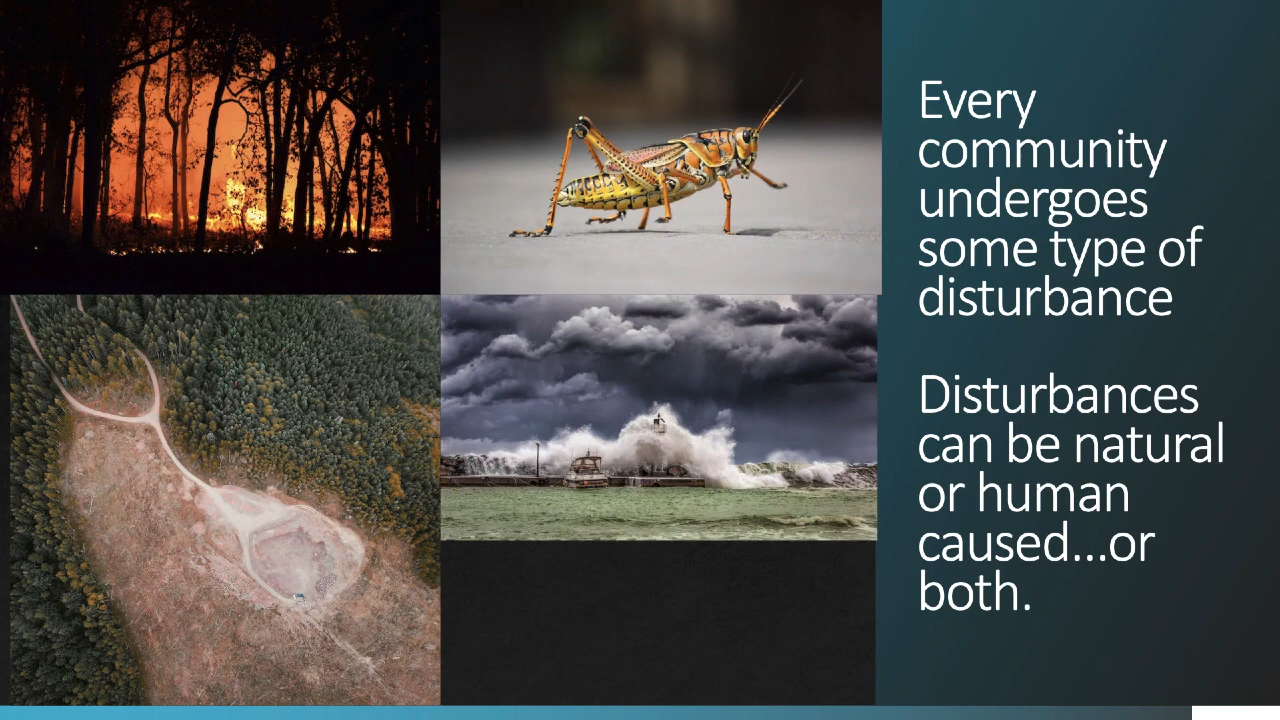 Every
community
undergoes
some type of
disturbance
Disturbances
can be natural
or human
caused...or
both.